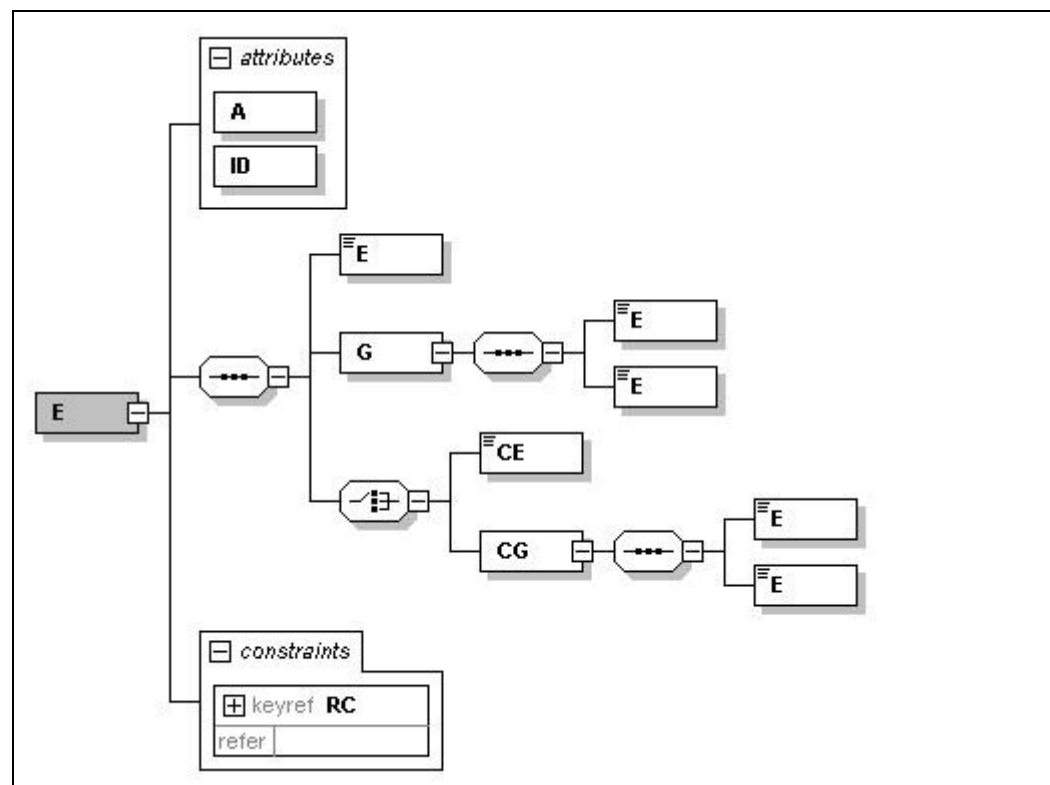 attributes
A
ID
E
G
E
E
E
CE
CG
E
E
constraints
keyref RC
refer